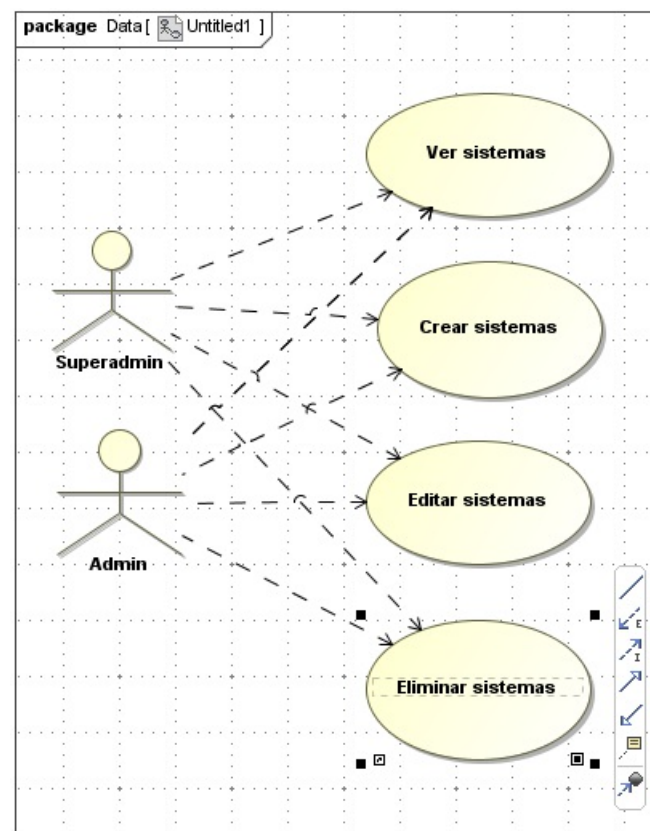 package Data [ Untitled1 ]
Ver sistemas
Crear sistemas
Superadmin
Editar sistemas
Admin
E
I
Eliminar sistemas